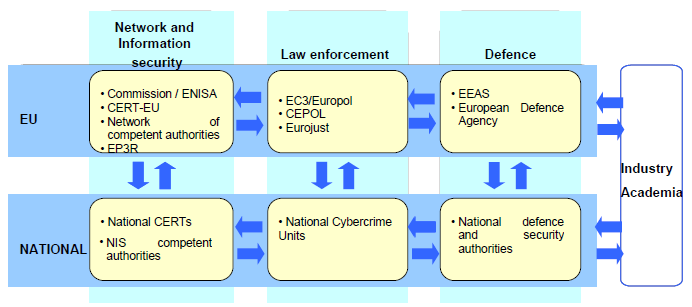 Network and
Information
security
Law enforcement
Defence
EU
• Commission / ENISA
• CERT-EU
• Network of
competent authorities
• EP3R
• EC3/Europol
• CEPOL
• Eurojust
• EEAS
• European Defence
Agency
Industry
Academia
NATIONAL
• National CERTs
• NIS competent
authorities
• National Cybercrime
Units
• National defence
and security
authorities